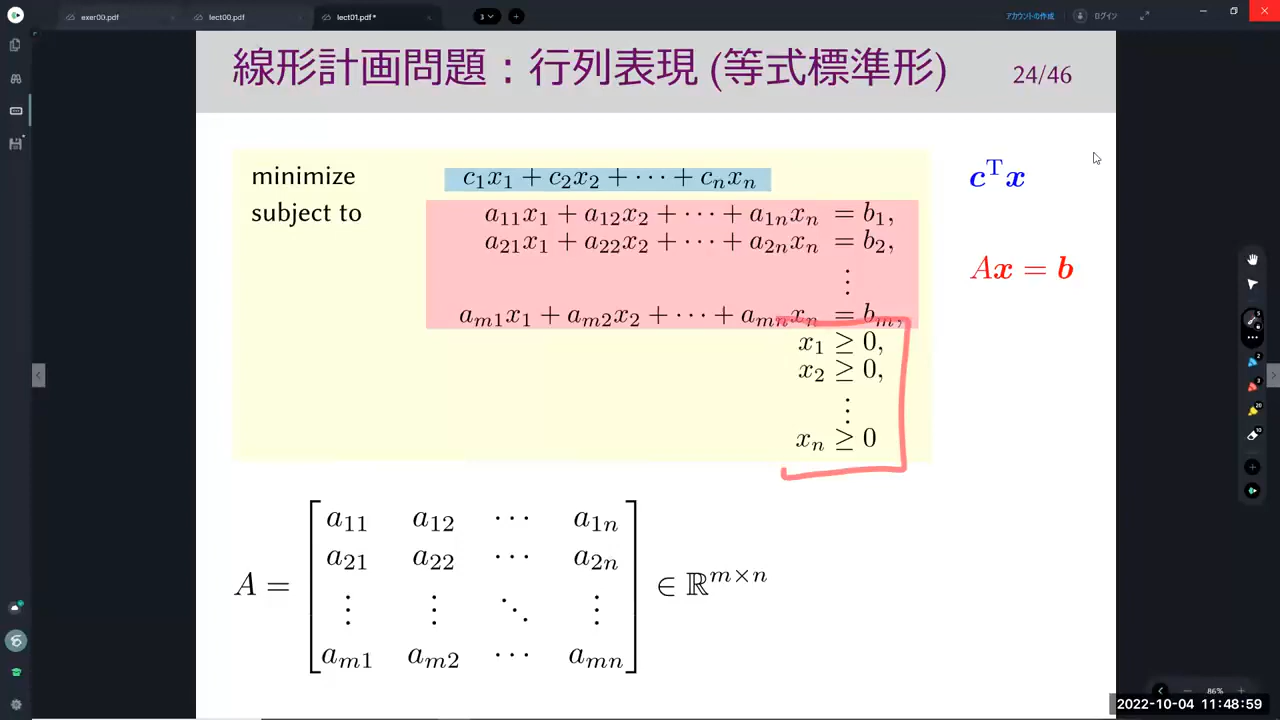 exer00.pdf
lect00.pdf
lect01.pdf*
3
アカウントの作成
ログイン
線形計画問題：行列表現 (等式標準形)
24/46
minimize c₁x₁ + c₂x₂ + ⋯ + cₙxₙ
cᵀx
subject to a₁₁x₁ + a₁₂x₂ + ⋯ + a₁ₙxₙ = b₁,
a₂₁x₁ + a₂₂x₂ + ⋯ + a₂ₙxₙ = b₂,
Ax = b
⋮
aₘ₁x₁ + aₘ₂x₂ + ⋯ + aₘₙxₙ = bₘ,
x₁ ≥ 0,
x₂ ≥ 0,
⋮
xₙ ≥ 0
a₁₁ a₁₂ ⋯ a₁ₙ
a₂₁ a₂₂ ⋯ a₂ₙ
A = ⋮ ⋮ ⋱ ⋮ ∈ ℝᵐˣⁿ
aₘ₁ aₘ₂ ⋯ aₘₙ
86%
2022-10-04 11:48:59